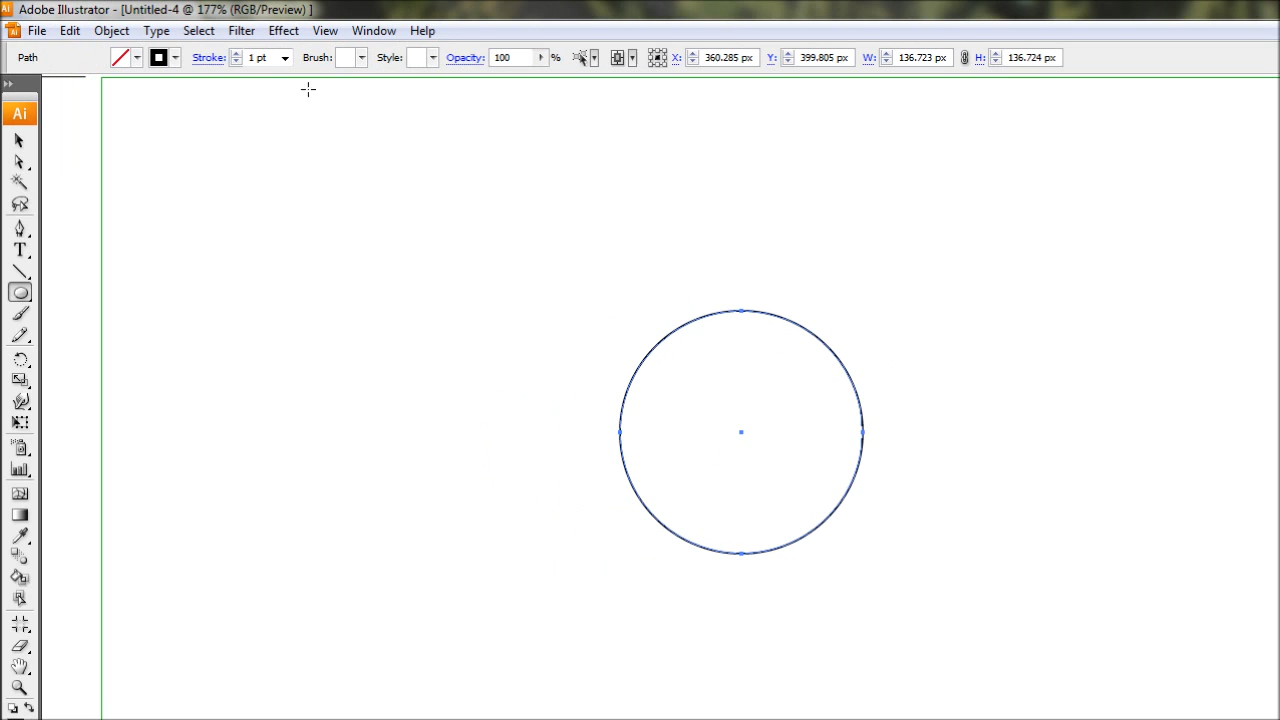 Ai Adobe Illustrator - [Untitled-4 @ 177% (RGB/Preview) ]
Ai File Edit Object Type Select Filter Effect View Window Help
Path Stroke: 1 pt Brush: Style: Opacity: 100 % X: 360.285 px Y: 399.805 px W: 136.723 px H: 136.724 px
Ai
T